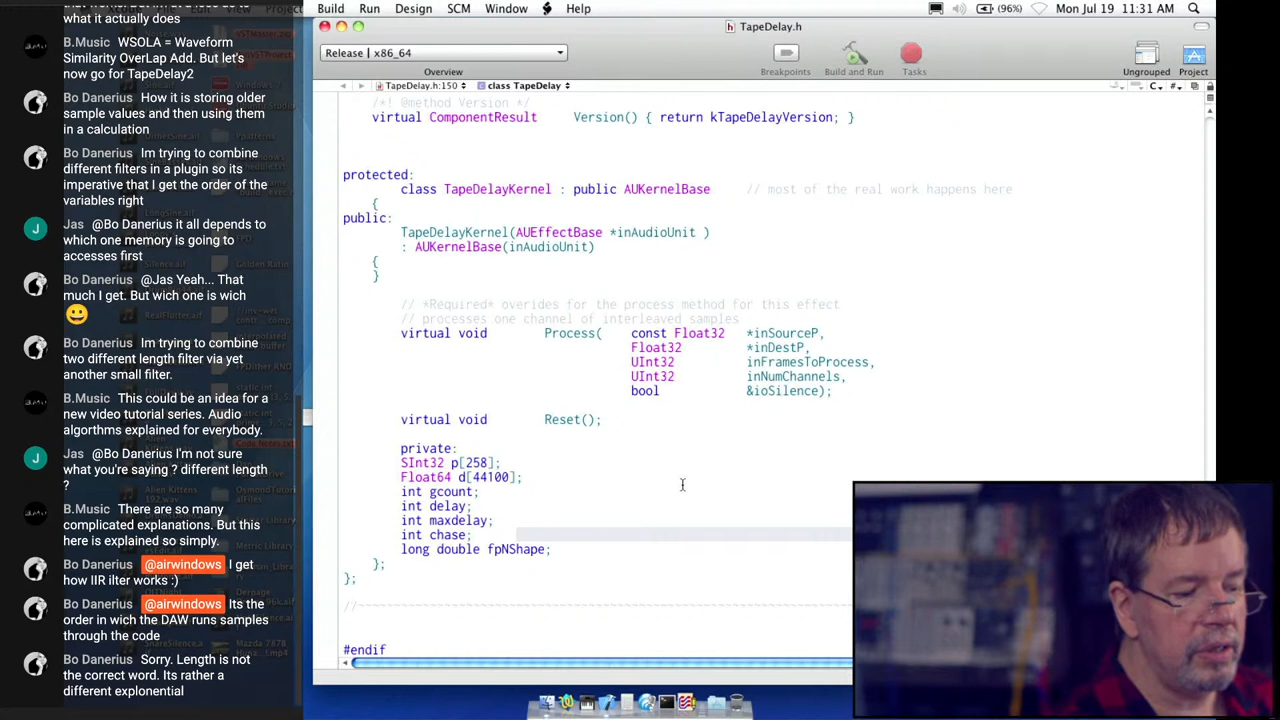 what it actually does
B.Music WSOLA = Waveform
Similarity OverLap Add. But let's
now go for TapeDelay2
Bo Danerius How it is storing older
sample values and then using them
in a calculation
Bo Danerius Im trying to combine
different filters in a plugin so its
imperative that I get the order of the
variables right
Jas @Bo Danerius it all depends to
which one memory is going to
accesses first
Bo Danerius @Jas Yeah... That
much I get. But wich one is wich
Bo Danerius Im trying to combine
two different length filter via yet
another small filter.
B.Music This could be an idea for a
new video tutorial series. Audio
algorthms explained for everybody.
Jas @Bo Danerius I'm not sure
what you're saying ? different length
?
B.Music There are so many
complicated explanations. But this
here is explained so simply.
Bo Danerius @airwindows I get
how IIR ilter works :)
Bo Danerius @airwindows Its the
order in wich the DAW runs samples
through the code
Bo Danerius Sorry. Length is not
the correct word. Its rather a
different explonential
Build Run Design SCM Window Help
(96%) Mon Jul 19 11:31 AM
TapeDelay.h
Release | x86_64
Overview
Breakpoints
Build and Run
Tasks
Ungrouped
Project
TapeDelay.h:150
class TapeDelay
/*! @method Version */
virtual ComponentResult Version() { return kTapeDelayVersion; }
protected:
class TapeDelayKernel : public AUKernelBase // most of the real work happens here
{
public:
TapeDelayKernel(AUEffectBase *inAudioUnit )
: AUKernelBase(inAudioUnit)
{
}
// *Required* overides for the process method for this effect
// processes one channel of interleaved samples
virtual void Process( const Float32 *inSourceP,
Float32 *inDestP,
UInt32 inFramesToProcess,
UInt32 inNumChannels,
bool &ioSilence);
virtual void Reset();
private:
SInt32 p[258];
Float64 d[44100];
int gcount;
int delay;
int maxdelay;
int chase;
long double fpNShape;
};
};
#endif